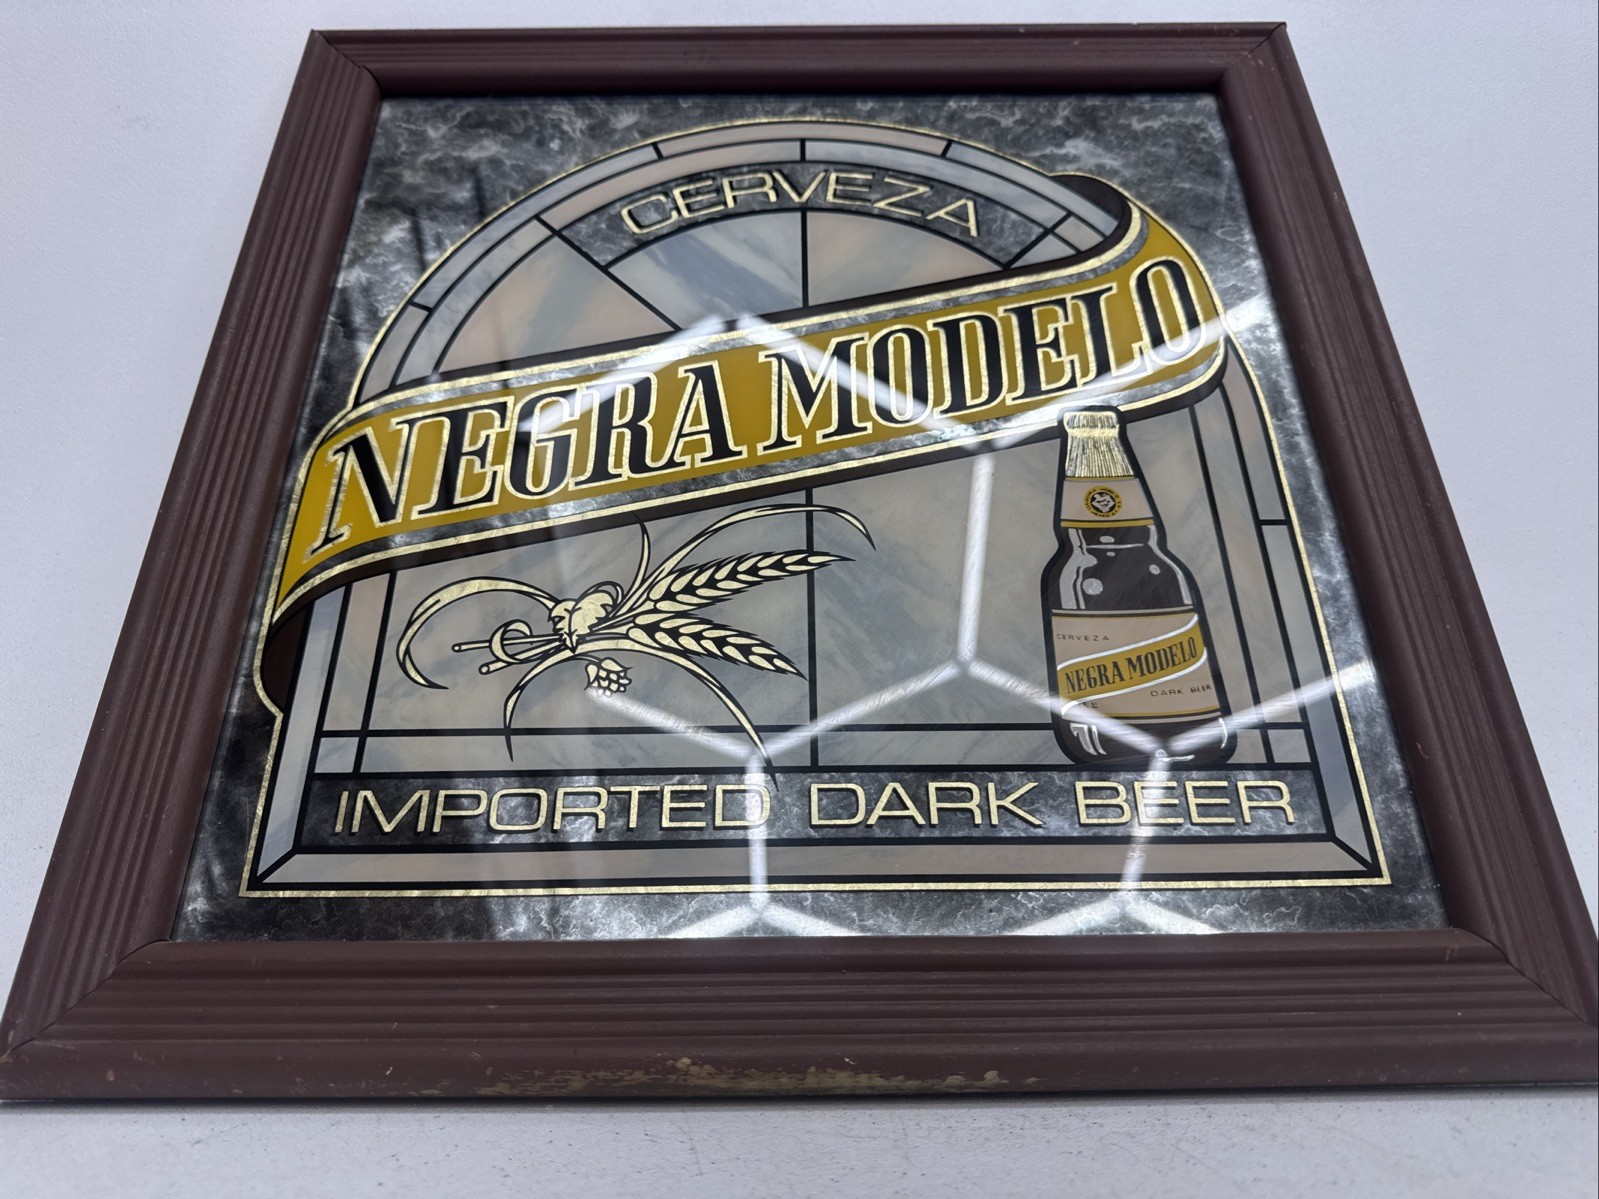 CERVEZA
NEGRA MODELO
CERVEZA
NEGRA MODELO
DARK BEER
IMPORTED DARK BEER